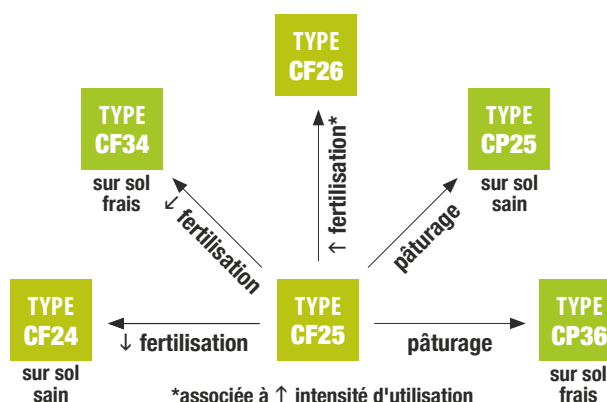 TYPE
CF26
TYPE
CF34
sur sol
frais
TYPE
CP25
sur sol
sain
↙ fertilisation
↑ fertilisation*
pâturage
TYPE
CF24
sur sol
sain
↓ fertilisation
TYPE
CF25
pâturage
TYPE
CP36
sur sol
frais
*associée à ↑ intensité d'utilisation